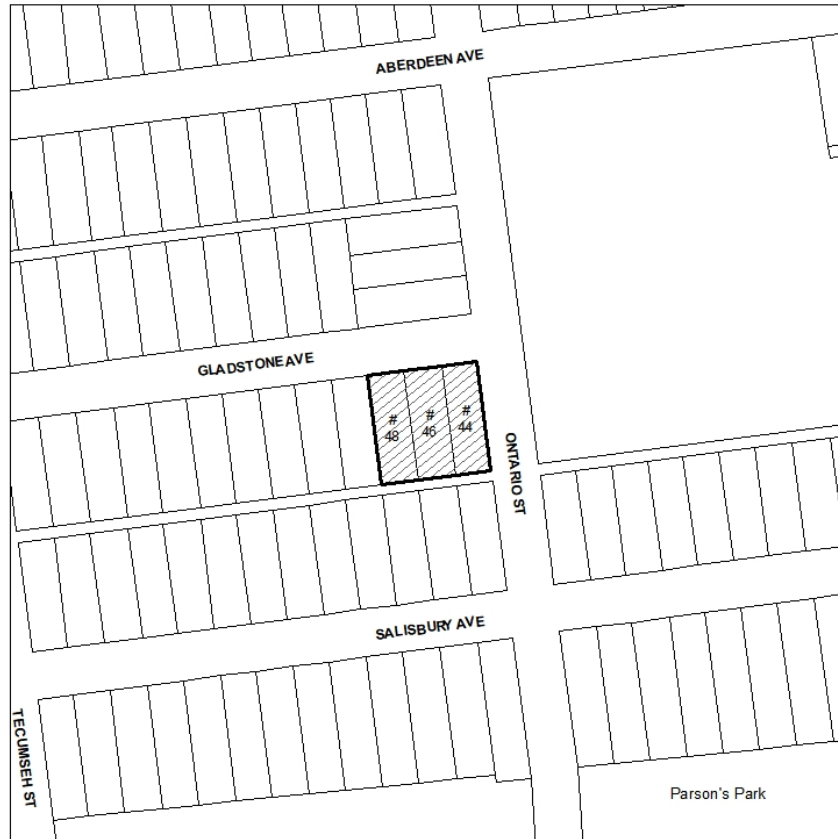 ABERDEEN AVE
GLADSTONE AVE
#
48
#
46
#
44
ONTARIO ST
SALISBURY AVE
TECUMSEH ST
Parson's Park